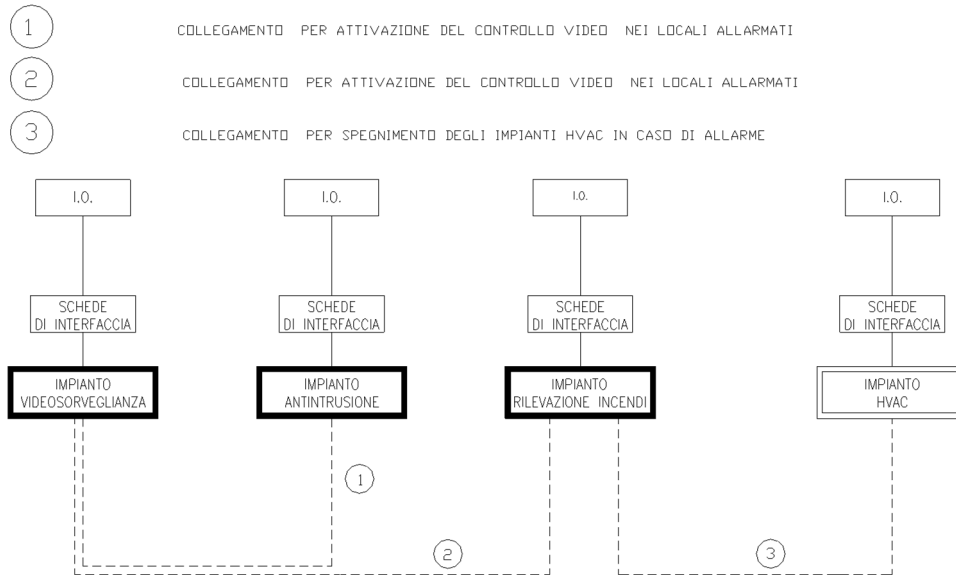 1 COLLEGAMENTO PER ATTIVAZIONE DEL CONTROLLO VIDEO NEI LOCALI ALLARMATI
2 COLLEGAMENTO PER ATTIVAZIONE DEL CONTROLLO VIDEO NEI LOCALI ALLARMATI
3 COLLEGAMENTO PER SPEGNIMENTO DEGLI IMPIANTI HVAC IN CASO DI ALLARME
I.O. I.O. I.O. I.O.
SCHEDE SCHEDE SCHEDE SCHEDE
DI INTERFACCIA DI INTERFACCIA DI INTERFACCIA DI INTERFACCIA
IMPIANTO IMPIANTO IMPIANTO IMPIANTO
VIDEOSORVEGLIANZA ANTINTRUSIONE RILEVAZIONE INCENDI HVAC
1
2 3